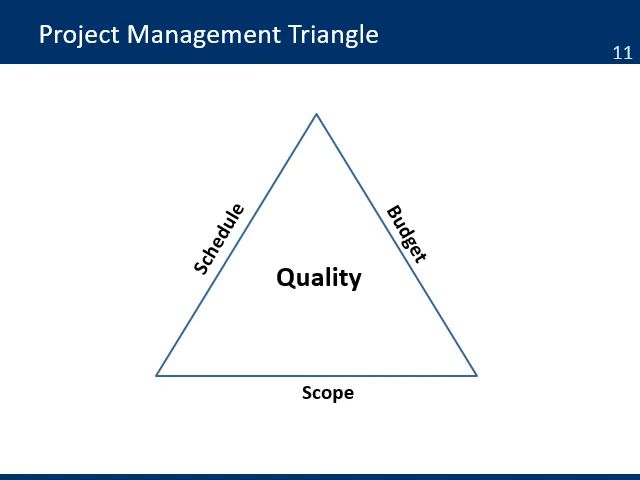 Project Management Triangle
11
Schedule
Budget
Quality
Scope